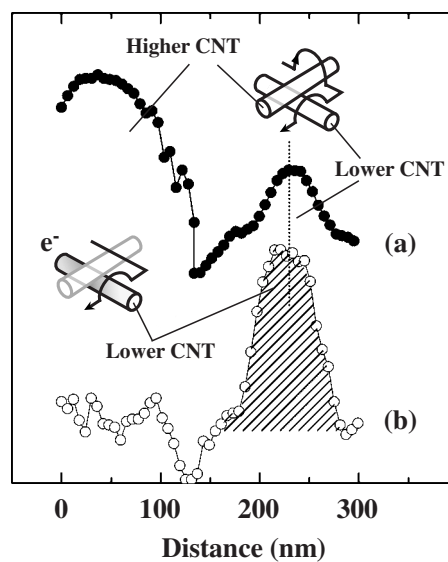 Higher CNT
Lower CNT
(a)
e-
Lower CNT
(b)
0 100 200 300
Distance (nm)